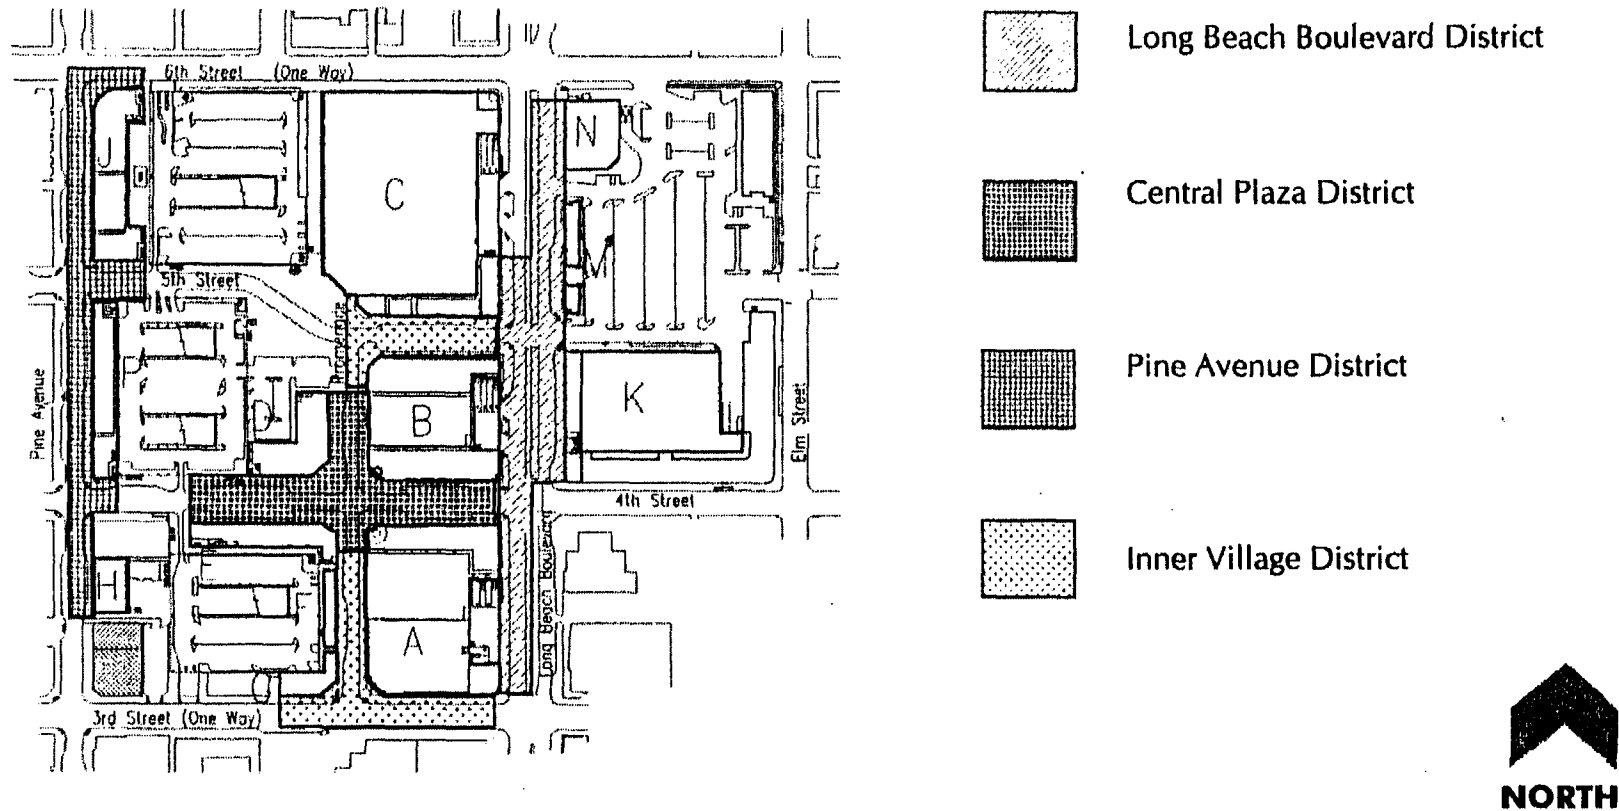 Long Beach Boulevard District
6th Street (One Way)
N
J
C
Central Plaza District
M
5th Street
Promenade
Pine Avenue District
Pine Avenue
B
K
Elm Street
4th Street
Inner Village District
H
Long Beach Boulevard
A
3rd Street (One Way)
NORTH